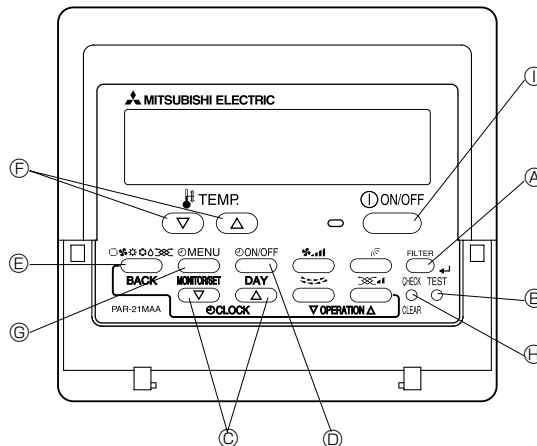 MITSUBISHI ELECTRIC
TEMP.
ON/OFF
MENU
ON/OFF
FILTER
BACK
MONITOR/SET
DAY
CHECK
TEST
PAR-21MAA
CLOCK
OPERATION
CLEAR
I
A
F
E
B
G
H
C
D